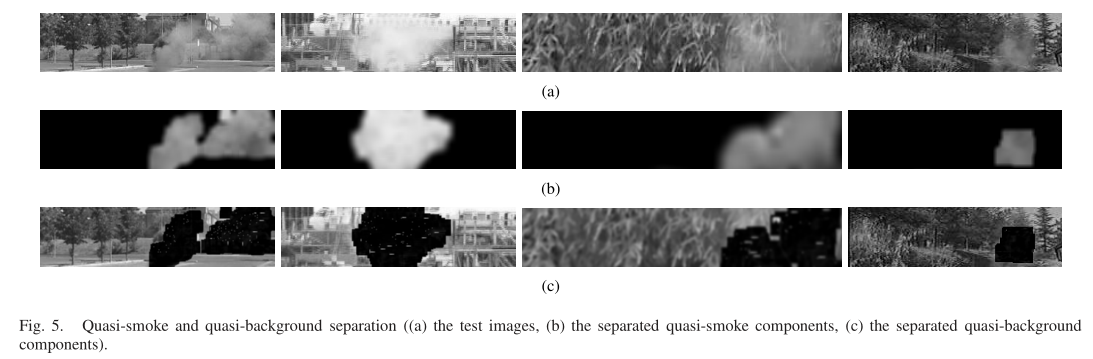 (a)
(b)
(c)
Fig. 5. Quasi-smoke and quasi-background separation ((a) the test images, (b) the separated quasi-smoke components, (c) the separated quasi-background
components).